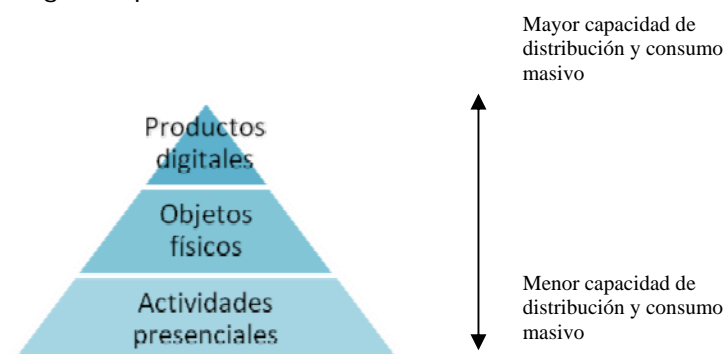 Mayor capacidad de
distribución y consumo
masivo
Productos
digitales
Objetos
físicos
Actividades
presenciales
Menor capacidad de
distribución y consumo
masivo